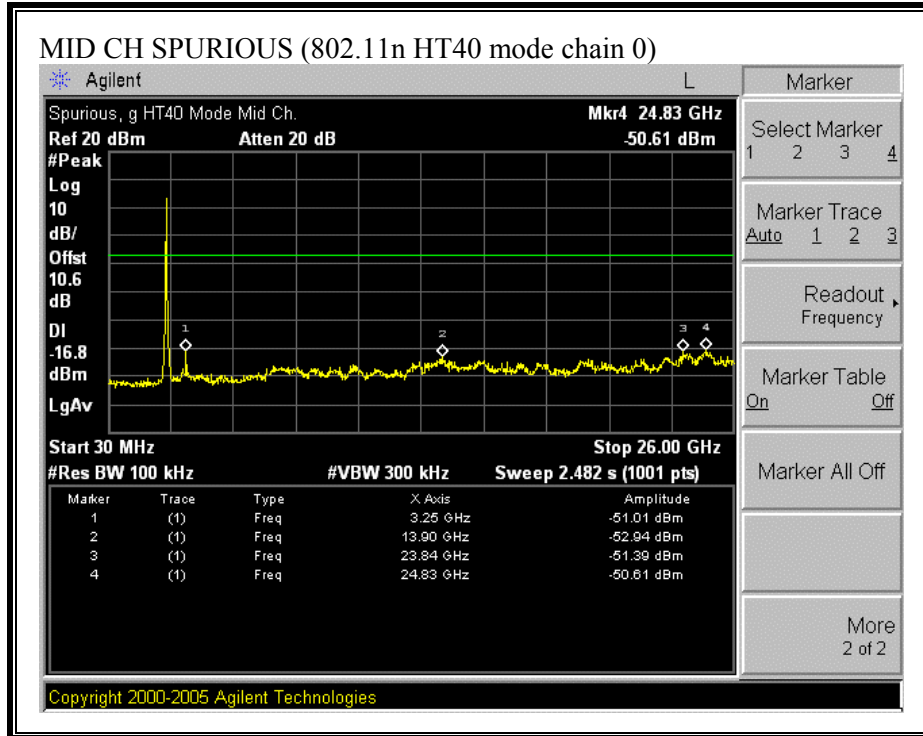 MID CH SPURIOUS (802.11n HT40 mode chain 0)
Agilent L Marker
Spurious, g HT40 Mode Mid Ch. Mkr4 24.83 GHz
Ref 20 dBm Atten 20 dB -50.61 dBm
#Peak
Log
10
dB/
Offst
10.6
dB
DI
-16.8
dBm
LgAv
1
2
3 4
Start 30 MHz Stop 26.00 GHz
#Res BW 100 kHz #VBW 300 kHz Sweep 2.482 s (1001 pts)
Marker Trace Type X Axis Amplitude
1 (1) Freq 3.25 GHz -51.01 dBm
2 (1) Freq 13.90 GHz -52.94 dBm
3 (1) Freq 23.84 GHz -51.39 dBm
4 (1) Freq 24.83 GHz -50.61 dBm
Select Marker
1 2 3 4
Marker Trace
Auto 1 2 3
Readout
Frequency
Marker Table
On Off
Marker All Off
More
2 of 2
Copyright 2000-2005 Agilent Technologies